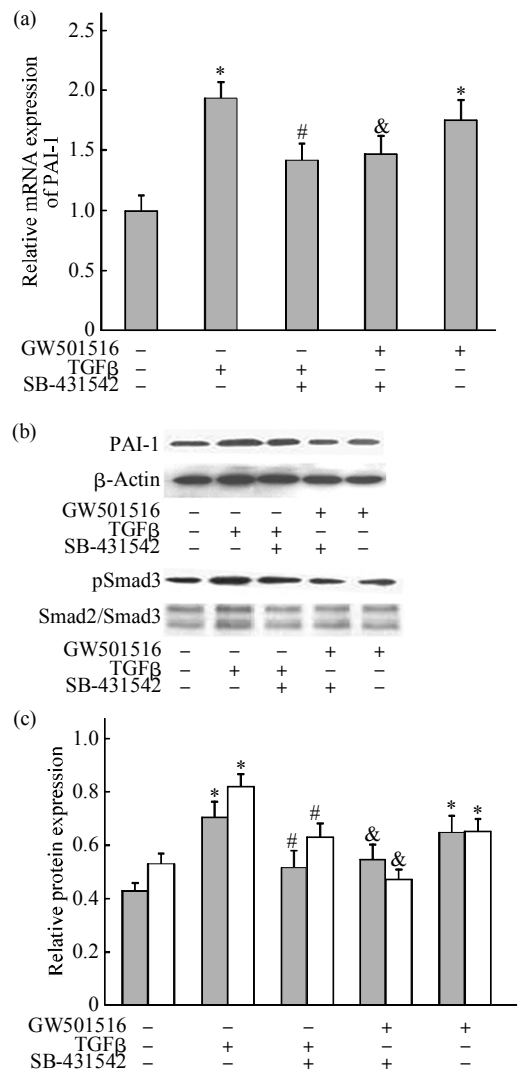 (a)
Relative mRNA expression
of PAI-1
2.5
2.0
1.5
1.0
0.5
0
*
#
&
*
GW501516 − − − + +
TGFβ − + + − −
SB-431542 − − + + −
(b)
PAI-1
β-Actin
GW501516 − − − + +
TGFβ − + + − −
SB-431542 − − + + −
pSmad3
Smad2/Smad3
GW501516 − − − + +
TGFβ − + + − −
SB-431542 − − + + −
(c)
Relative protein expression
1.0
0.8
0.6
0.4
0.2
0
* *
# #
& &
* *
GW501516 − − − + +
TGFβ − + + − −
SB-431542 − − + + −